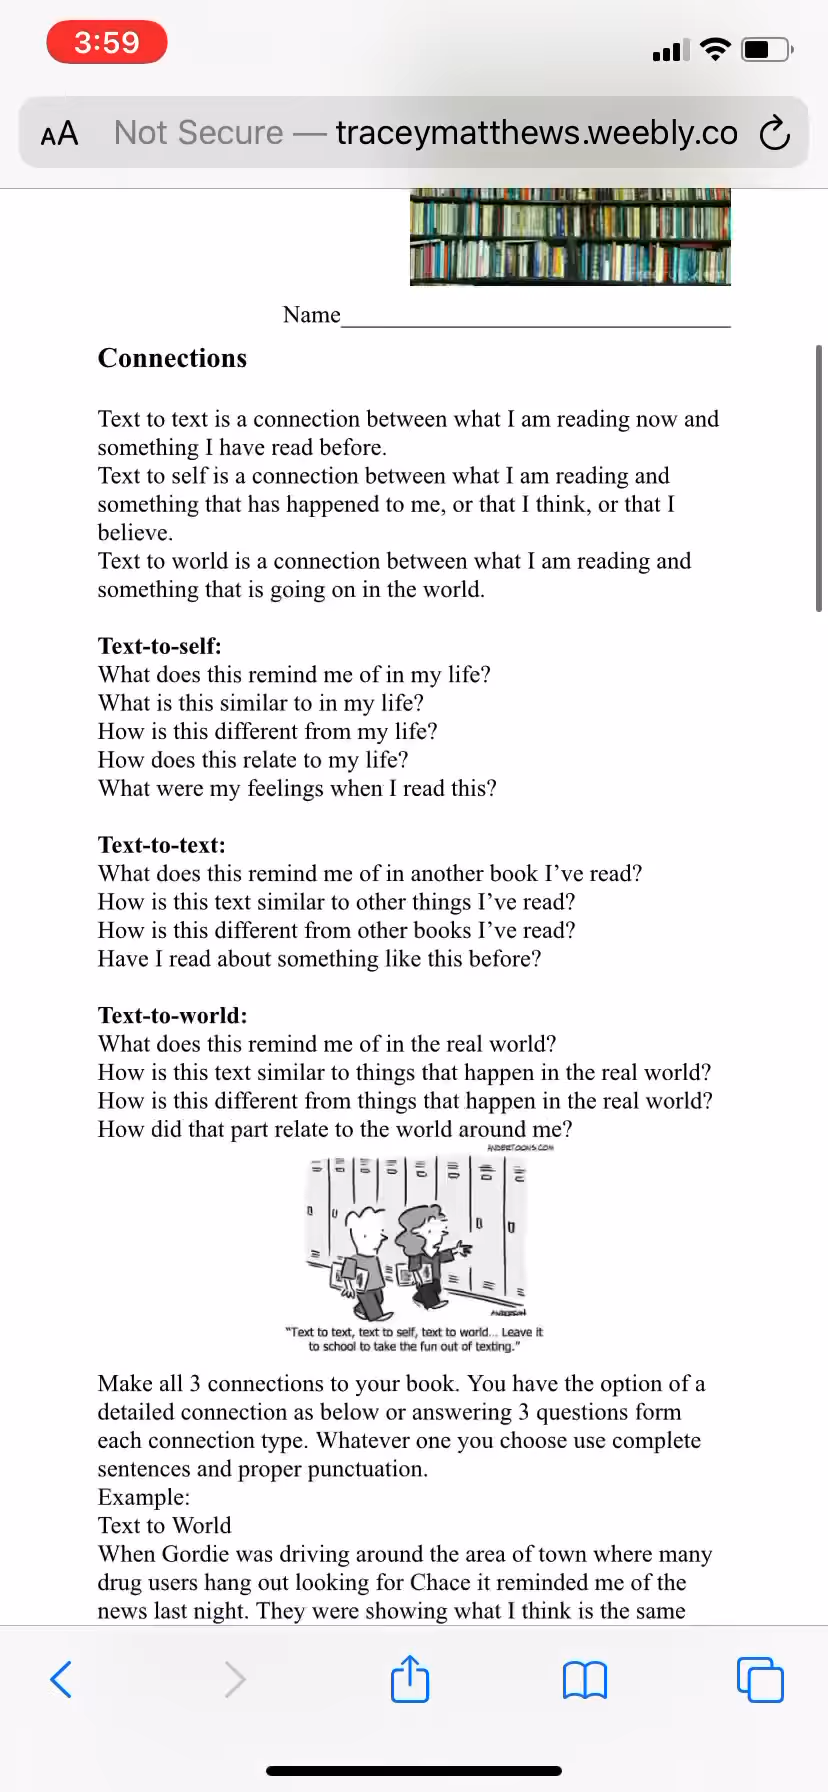 3:59
AA Not Secure — traceymatthews.weebly.co
Name
Connections
Text to text is a connection between what I am reading now and
something I have read before.
Text to self is a connection between what I am reading and
something that has happened to me, or that I think, or that I
believe.
Text to world is a connection between what I am reading and
something that is going on in the world.
Text-to-self:
What does this remind me of in my life?
What is this similar to in my life?
How is this different from my life?
How does this relate to my life?
What were my feelings when I read this?
Text-to-text:
What does this remind me of in another book I’ve read?
How is this text similar to other things I’ve read?
How is this different from other books I’ve read?
Have I read about something like this before?
Text-to-world:
What does this remind me of in the real world?
How is this text similar to things that happen in the real world?
How is this different from things that happen in the real world?
How did that part relate to the world around me?
ANDERTOONS.COM
ANDERSON
"Text to text, text to self, text to world... Leave it
to school to take the fun out of texting."
Make all 3 connections to your book. You have the option of a
detailed connection as below or answering 3 questions form
each connection type. Whatever one you choose use complete
sentences and proper punctuation.
Example:
Text to World
When Gordie was driving around the area of town where many
drug users hang out looking for Chace it reminded me of the
news last night. They were showing what I think is the same